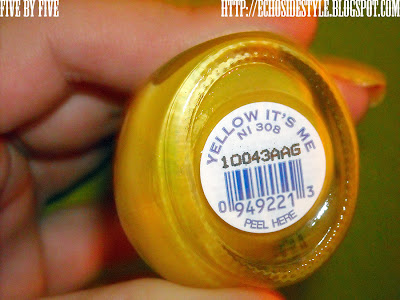 FIVE BY FIVE
HTTP://ECHOSIDESTYLE.BLOGSPOT.COM
YELLOW IT'S ME
NI 308
10043AAG
0 949221 3
PEEL HERE